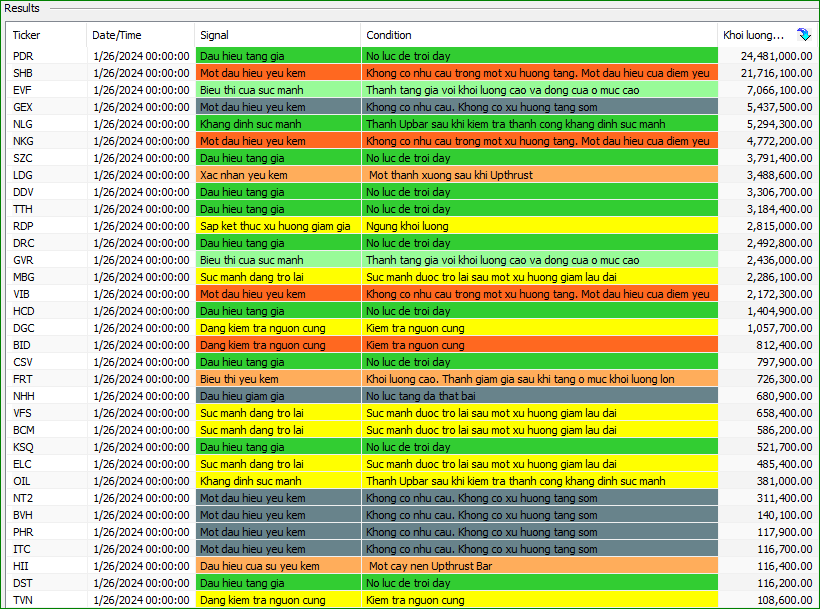 Results
Ticker Date/Time Signal Condition Khoi luong...
PDR 1/26/2024 00:00:00 Dau hieu tang gia No luc de troi day 24,481,000.00
SHB 1/26/2024 00:00:00 Mot dau hieu yeu kem Khong co nhu cau trong mot xu huong tang. Mot dau hieu cua diem yeu 21,716,100.00
EVF 1/26/2024 00:00:00 Bieu thi cua suc manh Thanh tang gia voi khoi luong cao va dong cua o muc cao 7,066,100.00
GEX 1/26/2024 00:00:00 Mot dau hieu yeu kem Khong co nhu cau. Khong co xu huong tang som 5,437,500.00
NLG 1/26/2024 00:00:00 Khang dinh suc manh Thanh Upbar sau khi kiem tra thanh cong khang dinh suc manh 5,294,300.00
NKG 1/26/2024 00:00:00 Mot dau hieu yeu kem Khong co nhu cau trong mot xu huong tang. Mot dau hieu cua diem yeu 4,772,200.00
SZC 1/26/2024 00:00:00 Dau hieu tang gia No luc de troi day 3,791,400.00
LDG 1/26/2024 00:00:00 Xac nhan yeu kem Mot thanh xuong sau khi Upthrust 3,488,600.00
DDV 1/26/2024 00:00:00 Dau hieu tang gia No luc de troi day 3,306,700.00
TTH 1/26/2024 00:00:00 Dau hieu tang gia No luc de troi day 3,184,400.00
RDP 1/26/2024 00:00:00 Sap ket thuc xu huong giam gia Ngung khoi luong 2,815,000.00
DRC 1/26/2024 00:00:00 Dau hieu tang gia No luc de troi day 2,492,800.00
GVR 1/26/2024 00:00:00 Bieu thi cua suc manh Thanh tang gia voi khoi luong cao va dong cua o muc cao 2,436,000.00
MBG 1/26/2024 00:00:00 Suc manh dang tro lai Suc manh duoc tro lai sau mot xu huong giam lau dai 2,286,100.00
VIB 1/26/2024 00:00:00 Mot dau hieu yeu kem Khong co nhu cau trong mot xu huong tang. Mot dau hieu cua diem yeu 2,172,300.00
HCD 1/26/2024 00:00:00 Dau hieu tang gia No luc de troi day 1,404,900.00
DGC 1/26/2024 00:00:00 Dang kiem tra nguon cung Kiem tra nguon cung 1,057,700.00
BID 1/26/2024 00:00:00 Dang kiem tra nguon cung Kiem tra nguon cung 812,400.00
CSV 1/26/2024 00:00:00 Dau hieu tang gia No luc de troi day 797,900.00
FRT 1/26/2024 00:00:00 Bieu thi yeu kem Khoi luong cao. Thanh giam gia sau khi tang o muc khoi luong lon 726,300.00
NHH 1/26/2024 00:00:00 Dau hieu giam gia No luc tang da that bai 680,900.00
VFS 1/26/2024 00:00:00 Suc manh dang tro lai Suc manh duoc tro lai sau mot xu huong giam lau dai 658,400.00
BCM 1/26/2024 00:00:00 Suc manh dang tro lai Suc manh duoc tro lai sau mot xu huong giam lau dai 586,200.00
KSQ 1/26/2024 00:00:00 Dau hieu tang gia No luc de troi day 521,700.00
ELC 1/26/2024 00:00:00 Suc manh dang tro lai Suc manh duoc tro lai sau mot xu huong giam lau dai 485,400.00
OIL 1/26/2024 00:00:00 Khang dinh suc manh Thanh Upbar sau khi kiem tra thanh cong khang dinh suc manh 381,000.00
NT2 1/26/2024 00:00:00 Mot dau hieu yeu kem Khong co nhu cau. Khong co xu huong tang som 311,400.00
BVH 1/26/2024 00:00:00 Mot dau hieu yeu kem Khong co nhu cau. Khong co xu huong tang som 140,100.00
PHR 1/26/2024 00:00:00 Mot dau hieu yeu kem Khong co nhu cau. Khong co xu huong tang som 117,900.00
ITC 1/26/2024 00:00:00 Mot dau hieu yeu kem Khong co nhu cau. Khong co xu huong tang som 116,700.00
HII 1/26/2024 00:00:00 Dau hieu cua su yeu kem Mot cay nen Upthrust Bar 116,400.00
DST 1/26/2024 00:00:00 Dau hieu tang gia No luc de troi day 116,200.00
TVN 1/26/2024 00:00:00 Dang kiem tra nguon cung Kiem tra nguon cung 108,600.00